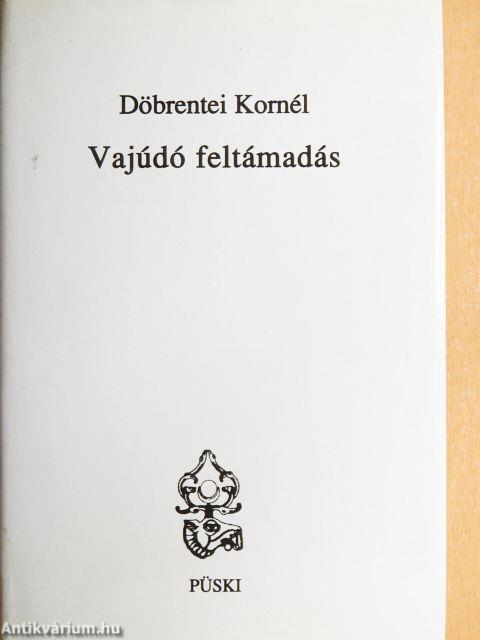 Döbrentei Kornél
Vajúdó feltámadás
PÜSKI
Antikvárium.hu